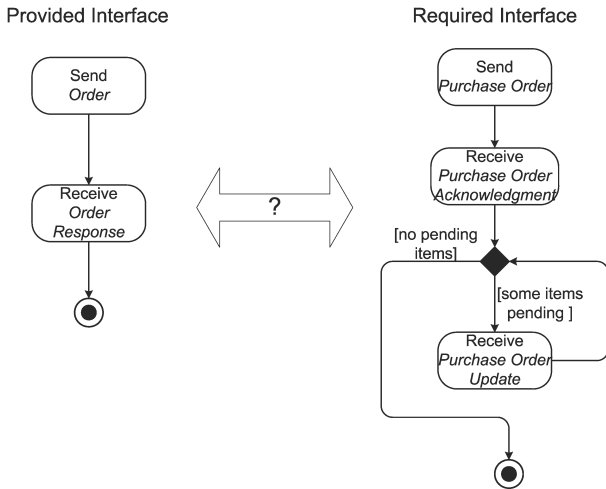 Provided Interface
Required Interface
Send
Order
Receive
Order
Response
?
Send
Purchase Order
Receive
Purchase Order
Acknowledgment
[no pending
items]
[some items
pending ]
Receive
Purchase Order
Update